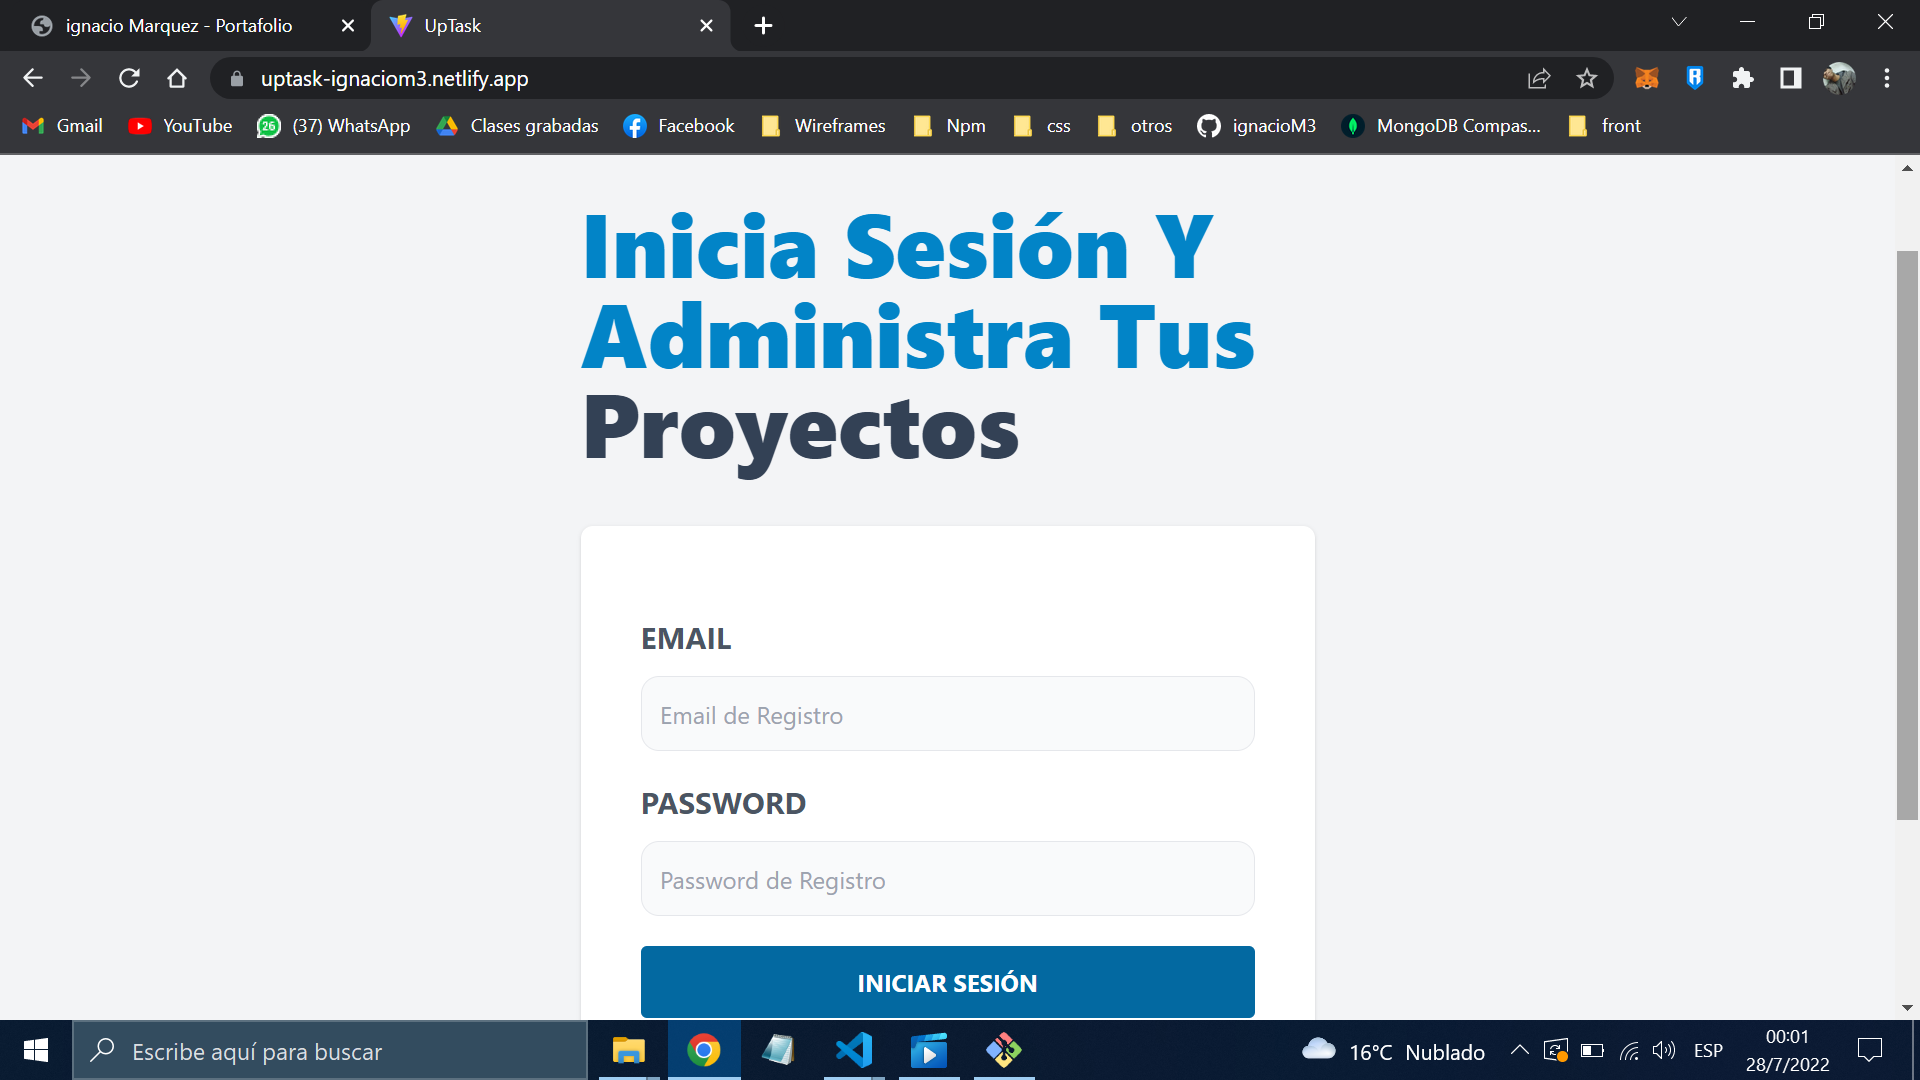 ignacio Marquez - Portafolio
UpTask
uptask-ignaciom3.netlify.app
Gmail
YouTube
26
(37) WhatsApp
Clases grabadas
Facebook
Wireframes
Npm
css
otros
ignacioM3
MongoDB Compas...
front
Inicia Sesión Y
Administra Tus
Proyectos
EMAIL
Email de Registro
PASSWORD
Password de Registro
INICIAR SESIÓN
Escribe aquí para buscar
16°C Nublado
ESP
00:01
28/7/2022